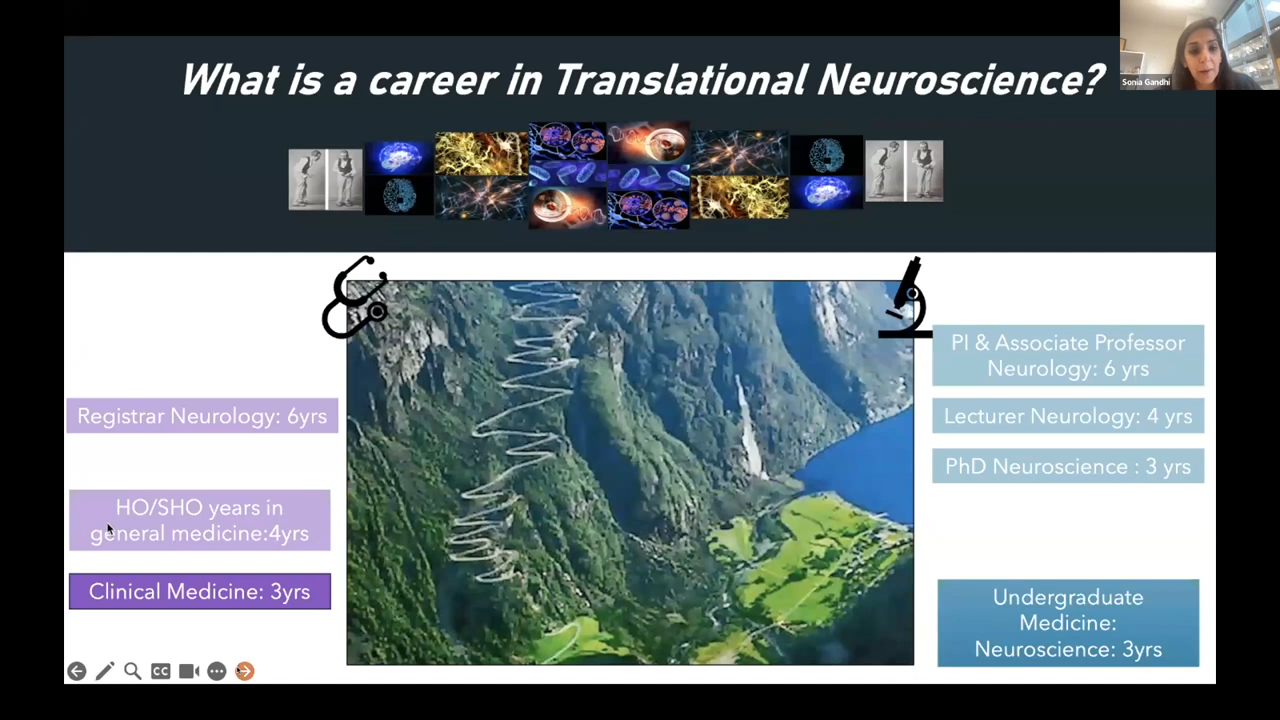 What is a career in Translational Neuroscience?
Sonia Gandhi
Registrar Neurology: 6yrs
HO/SHO years in
general medicine:4yrs
Clinical Medicine: 3yrs
PI & Associate Professor
Neurology: 6 yrs
Lecturer Neurology: 4 yrs
PhD Neuroscience : 3 yrs
Undergraduate
Medicine:
Neuroscience: 3yrs
CC